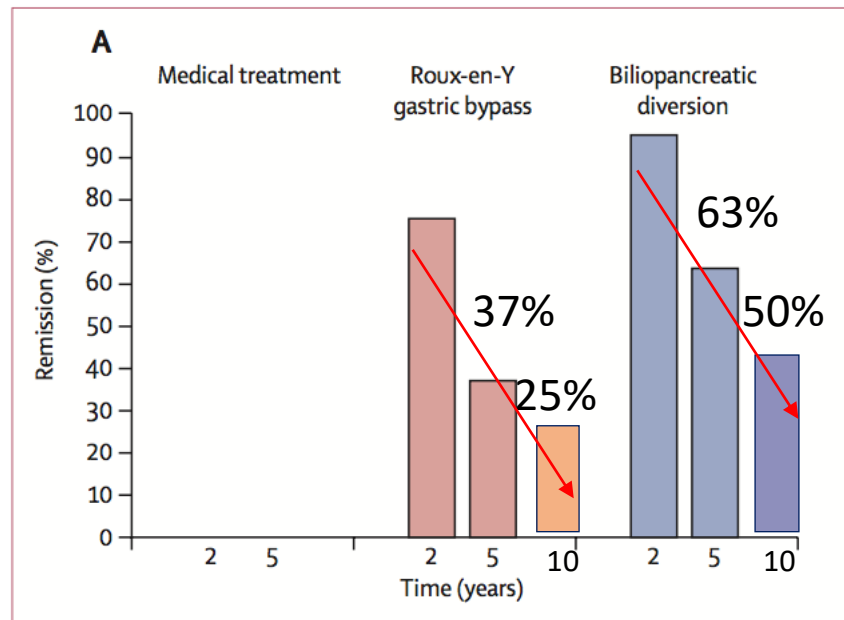 A
Medical treatment
Roux-en-Y
gastric bypass
Biliopancreatic
diversion
Remission (%)
100
90
80
70
60
50
40
30
20
10
0
63%
37%
50%
25%
2 5 2 5 10 2 5 10
Time (years)